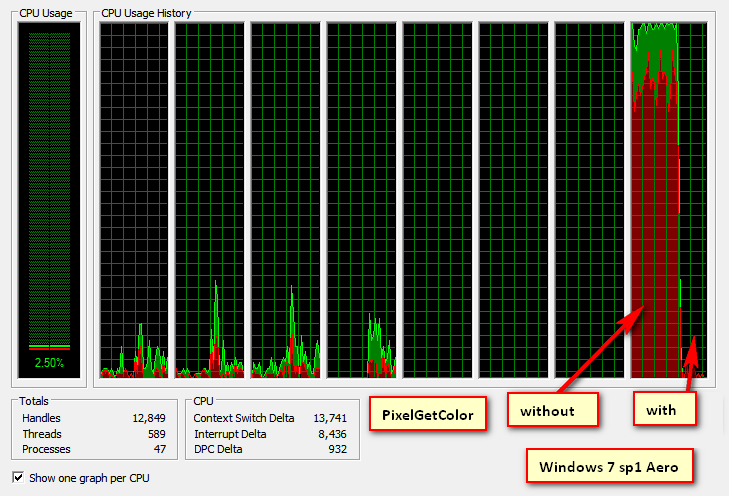 CPU Usage
CPU Usage History
2.50%
Totals
Handles 12,849
Threads 589
Processes 47
CPU
Context Switch Delta 13,741
Interrupt Delta 8,436
DPC Delta 932
PixelGetColor
without
with
Windows 7 sp1 Aero
Show one graph per CPU